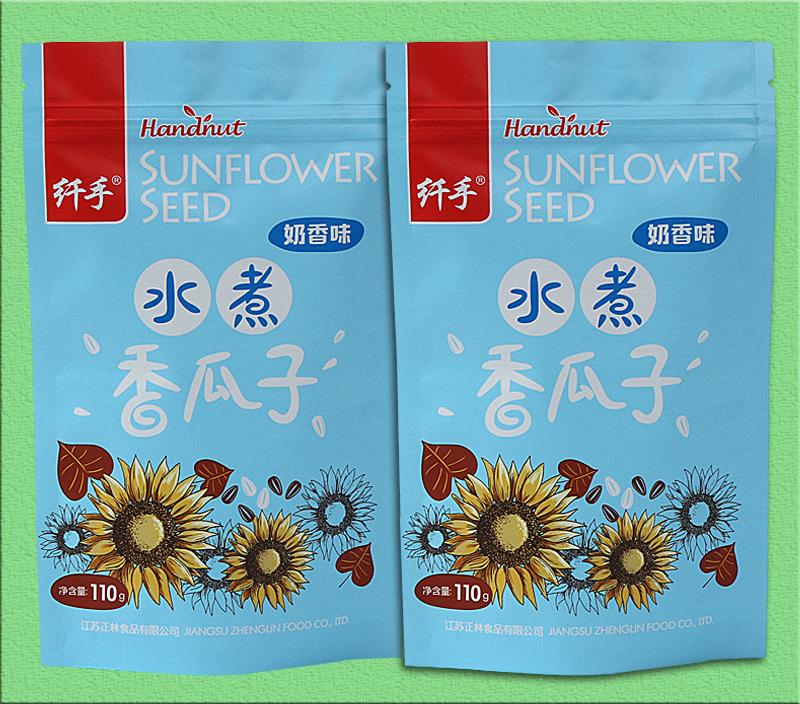 Handnut
纤手®
SUNFLOWER
SEED
奶香味
水煮
香瓜子
净含量: 110g
江苏正林食品有限公司 JIANGSU ZHENGLIN FOOD CO., LTD.
Handnut
纤手®
SUNFLOWER
SEED
奶香味
水煮
香瓜子
净含量: 110g
江苏正林食品有限公司 JIANGSU ZHENGLIN FOOD CO., LTD.